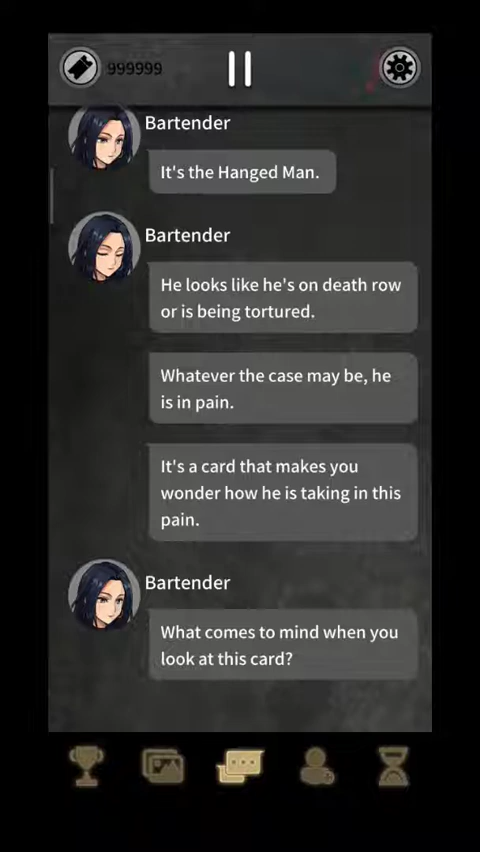 999999
Bartender
It's the Hanged Man.
Bartender
He looks like he's on death row
or is being tortured.
Whatever the case may be, he
is in pain.
It's a card that makes you
wonder how he is taking in this
pain.
Bartender
What comes to mind when you
look at this card?